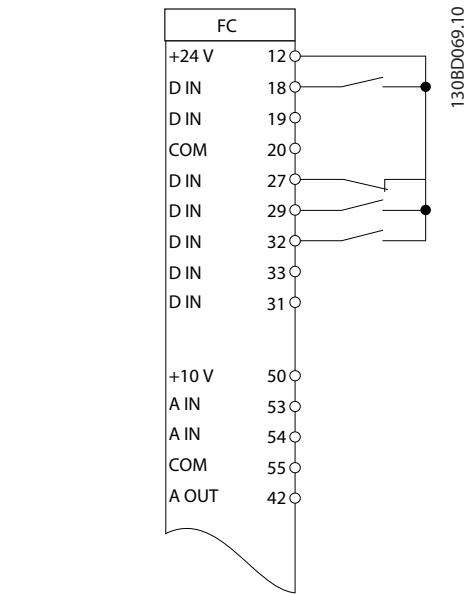 FC
+24 V 12
D IN 18
D IN 19
COM 20
D IN 27
D IN 29
D IN 32
D IN 33
D IN 31
+10 V 50
A IN 53
A IN 54
COM 55
A OUT 42
130BD069.10